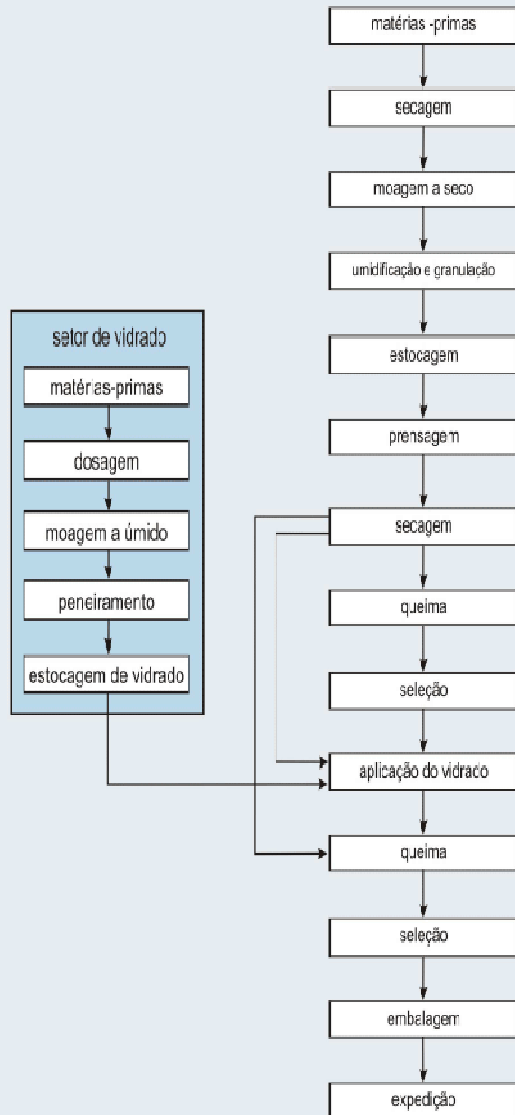 matérias -primas
secagem
moagem a seco
umidificação e granulação
estocagem
prensagem
secagem
queima
seleção
aplicação do vidrado
queima
seleção
embalagem
expedição
setor de vidrado
matérias-primas
dosagem
moagem a úmido
peneiramento
estocagem de vidrado